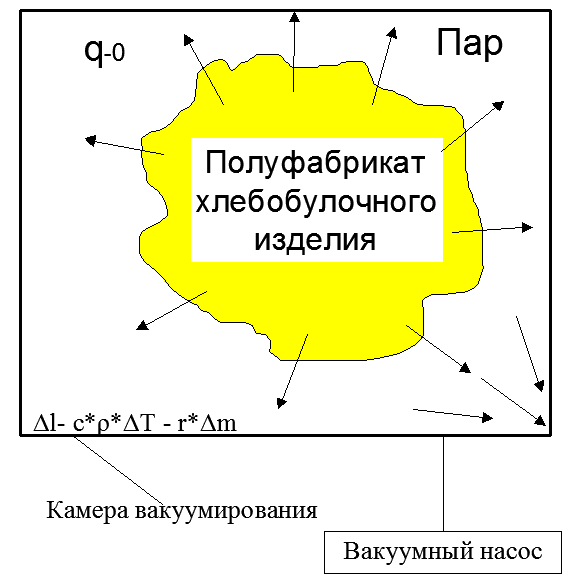 q-0
Пар
Полуфабрикат
хлебобулочного
изделия
Δl- c*ρ*ΔT - r*Δm
Камера вакуумирования
Вакуумный насос